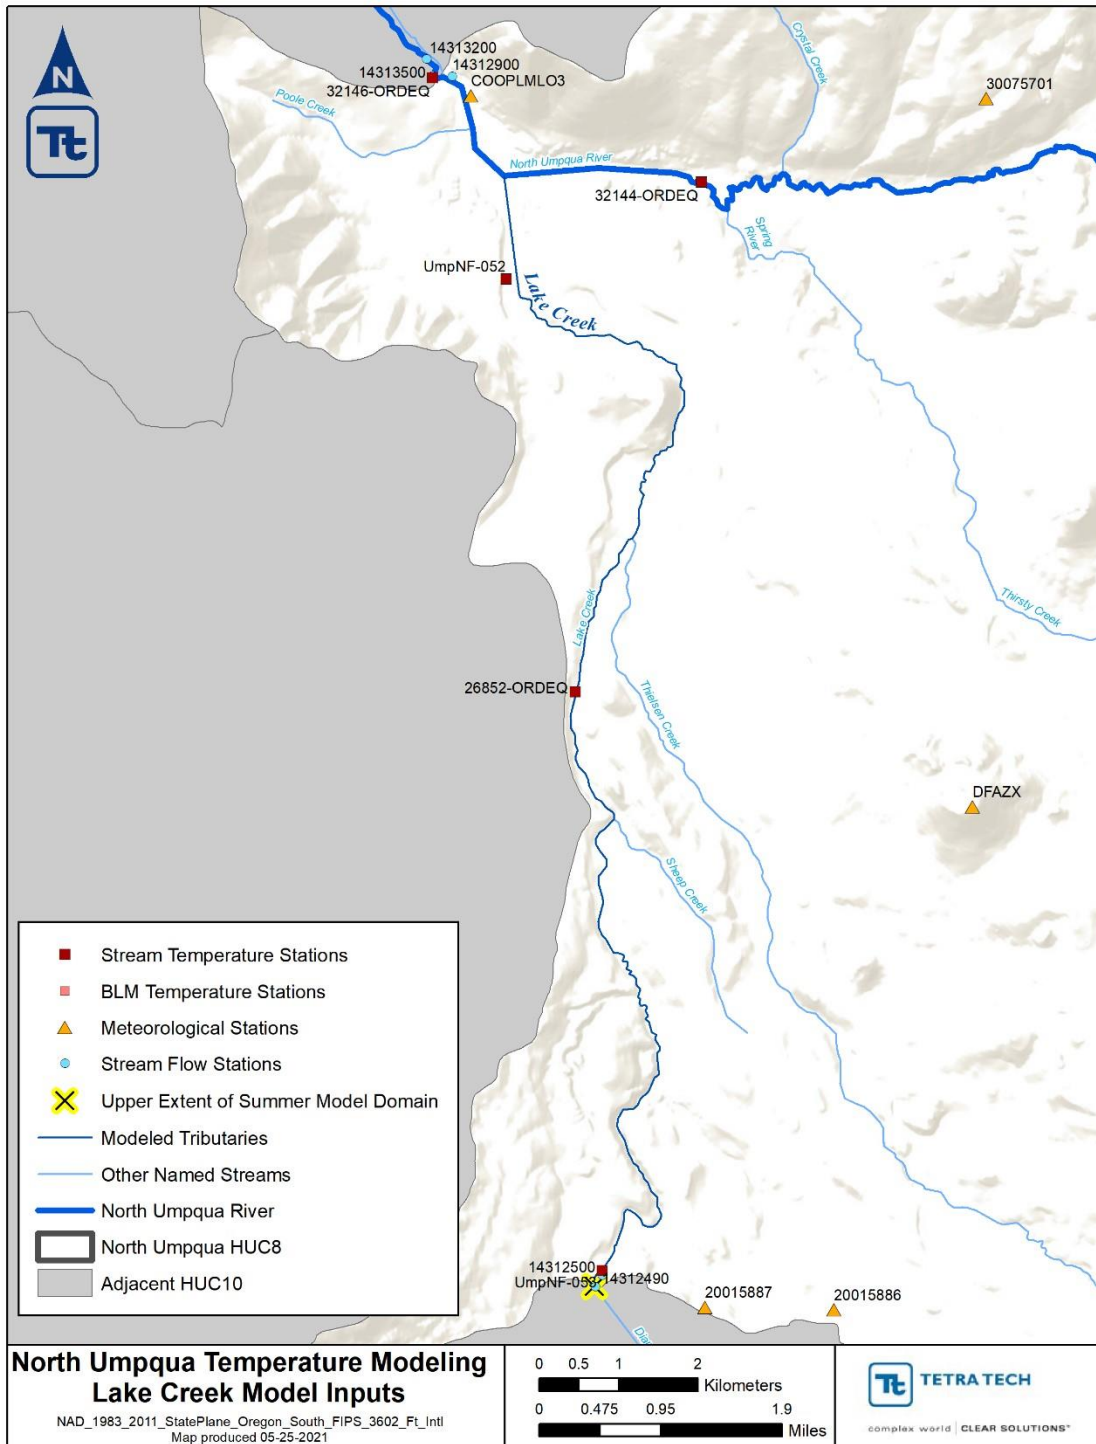 N
Tt
14313200
14312900
14313500
COOPLMLO3
32146-ORDEQ
Poole Creek
Crystal Creek
30075701
North Umpqua River
32144-ORDEQ
Spring
River
UmpNF-052
Lake Creek
Thirsty Creek
Lake Creek
26852-ORDEQ
Thielsen Creek
DFAZX
Sheep Creek
Stream Temperature Stations
BLM Temperature Stations
Meteorological Stations
Stream Flow Stations
Upper Extent of Summer Model Domain
Modeled Tributaries
Other Named Streams
North Umpqua River
North Umpqua HUC8
Adjacent HUC10
14312500
UmpNF-053
14312490
20015887
20015886
North Umpqua Temperature Modeling
Lake Creek Model Inputs
NAD_1983_2011_StatePlane_Oregon_South_FIPS_3602_Ft_Intl
Map produced 05-25-2021
0 0.5 1 2
Kilometers
0 0.475 0.95 1.9
Miles
Tt TETRA TECH
complex world | CLEAR SOLUTIONS™